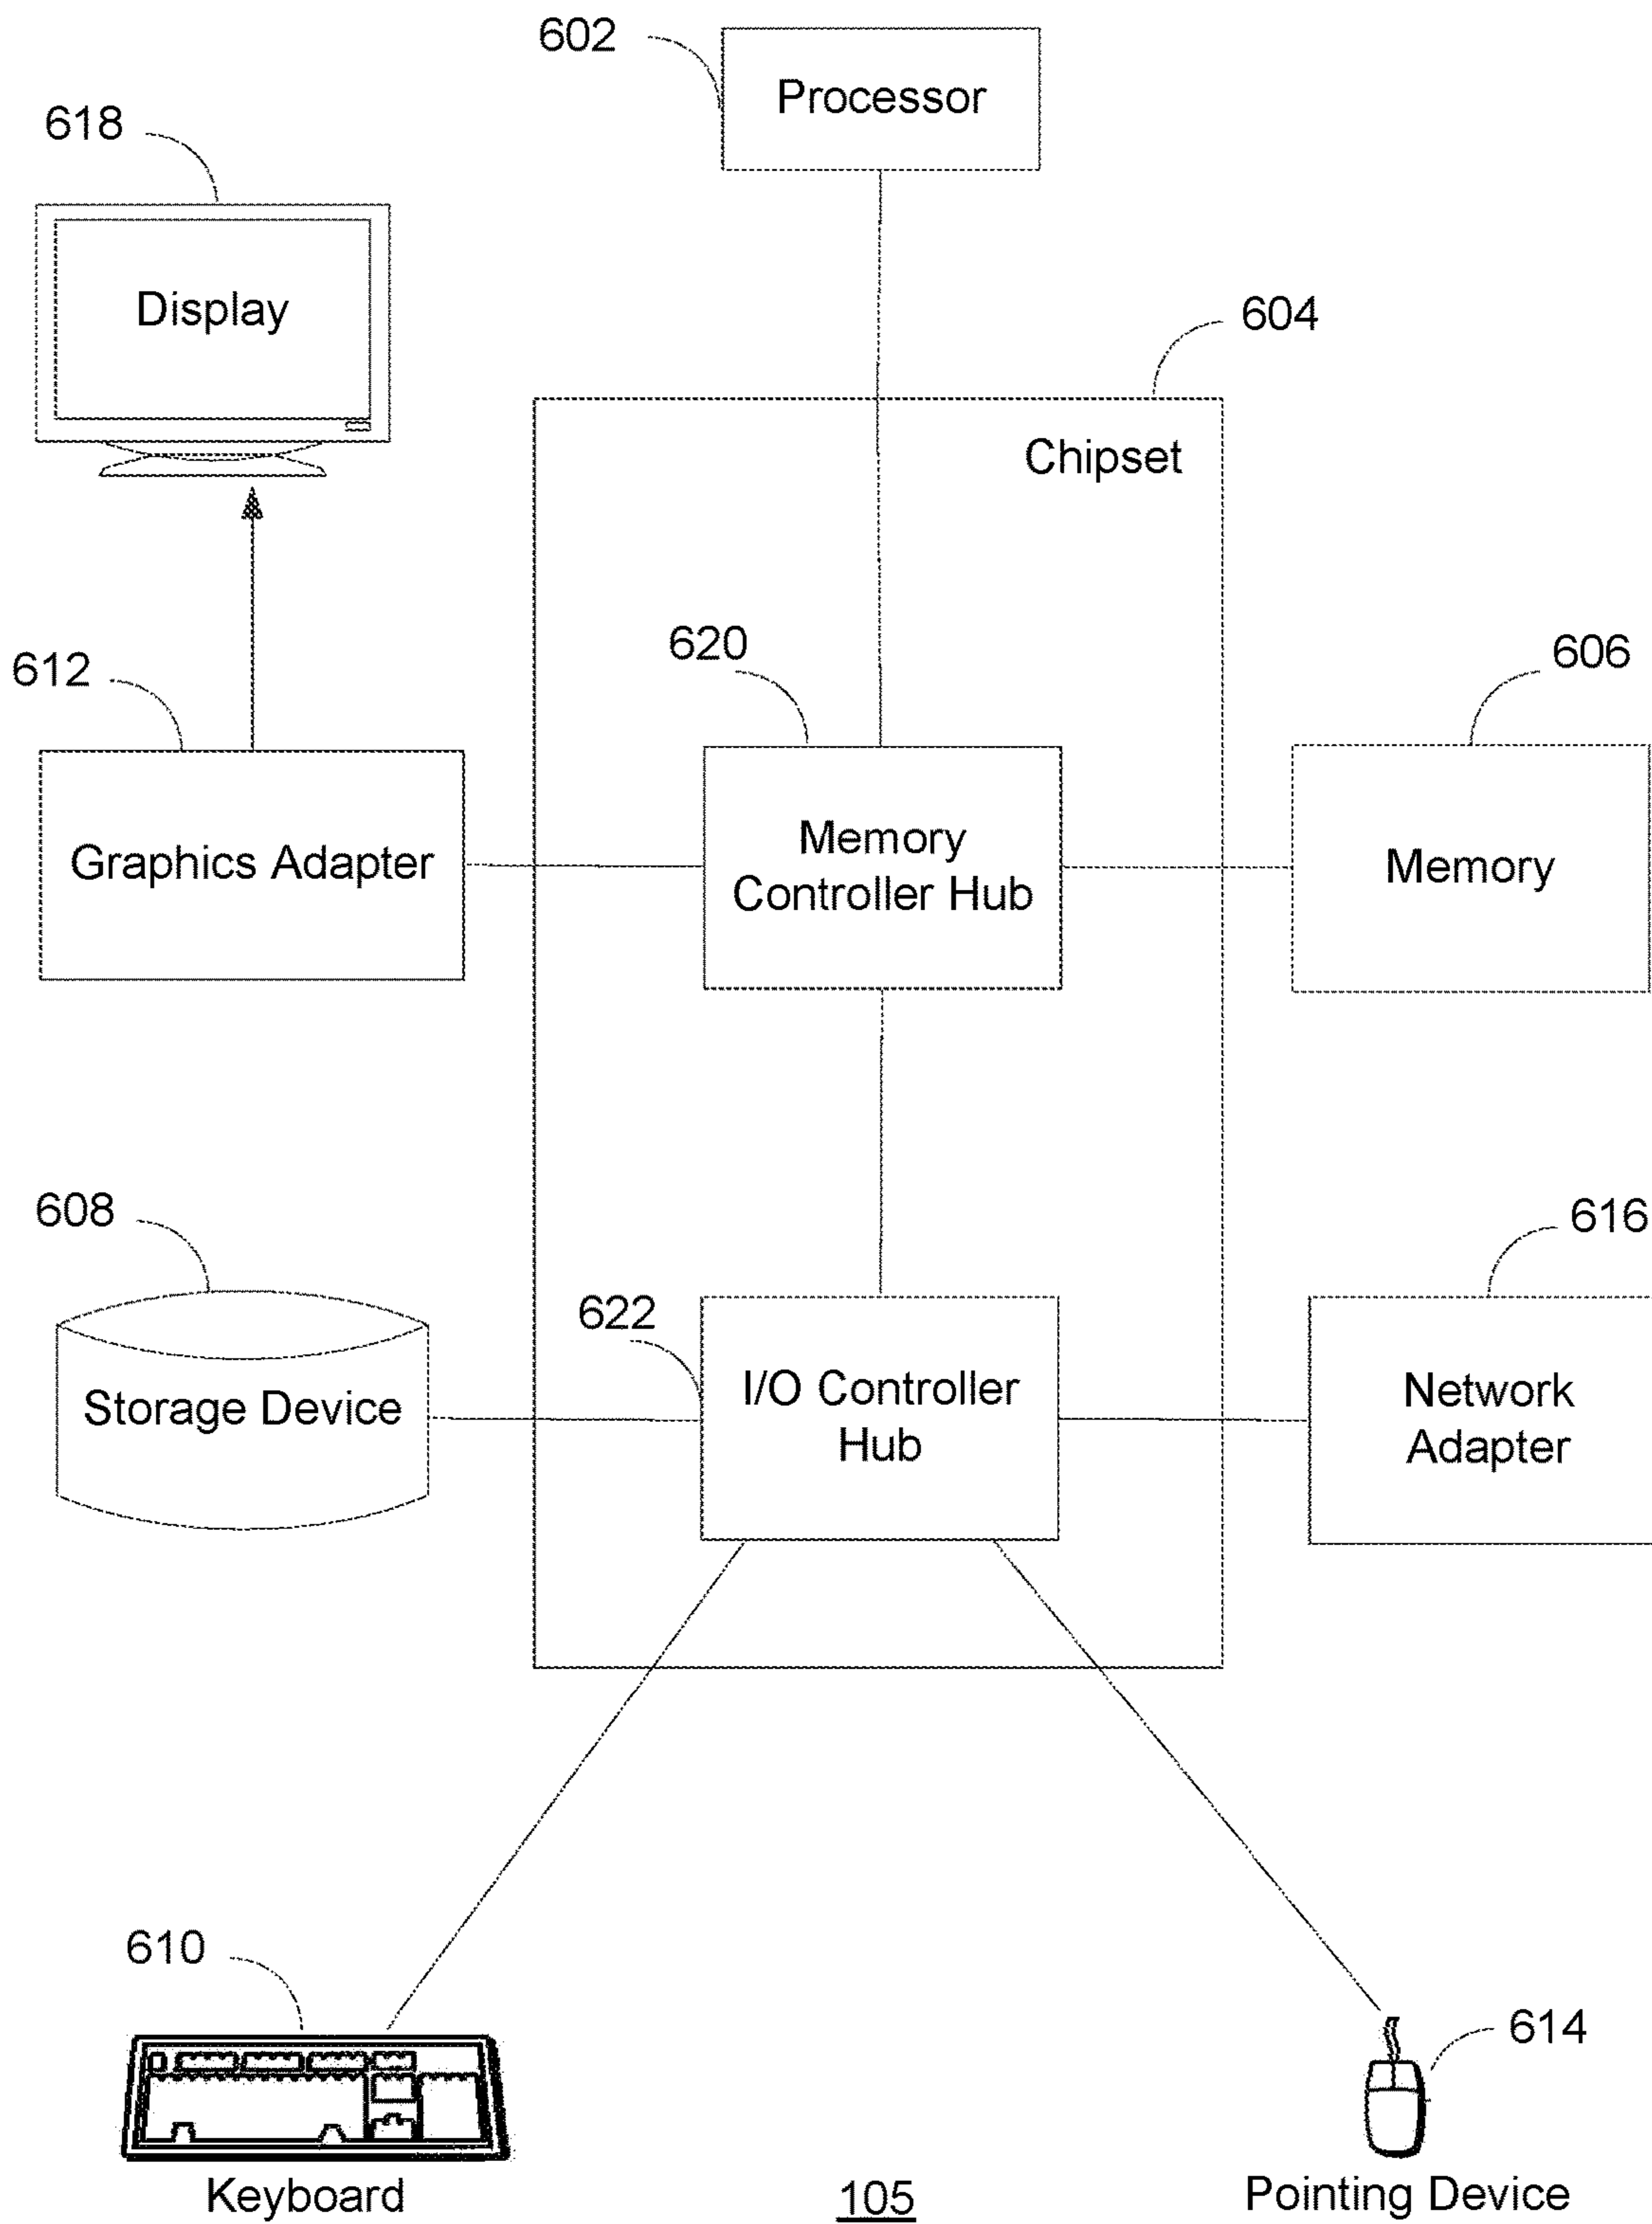 602
Processor
618
Display
604
Chipset
620
606
612
Memory
Controller Hub
Graphics Adapter
Memory
608
616
622
I/O Controller
Hub
Storage Device
Network
Adapter
610
614
Keyboard
105
Pointing Device